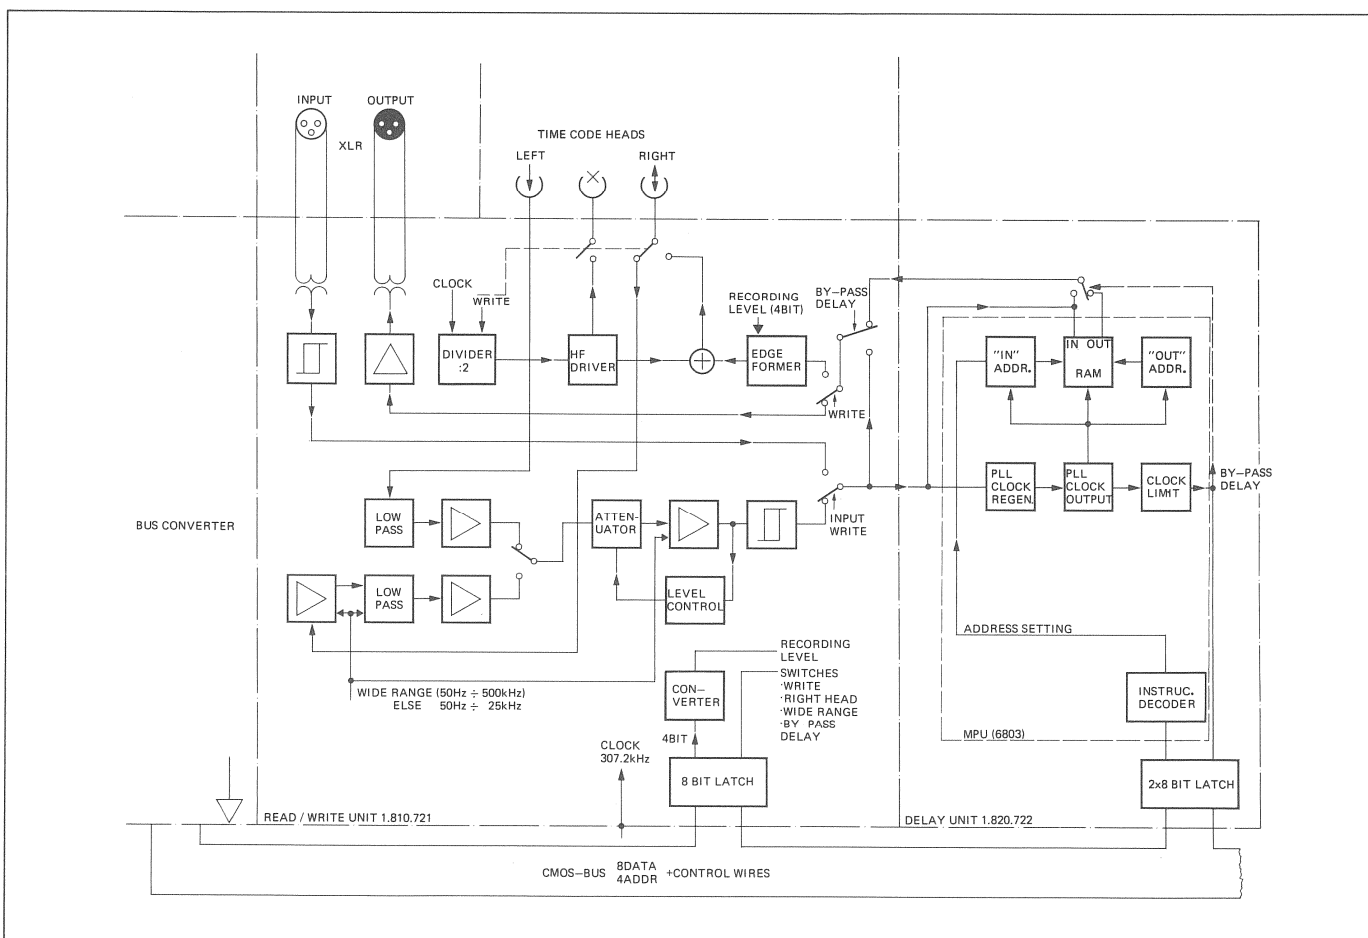 INPUT
OUTPUT
XLR
TIME CODE HEADS
LEFT
RIGHT
CLOCK
WRITE
DIVIDER
:2
HF
DRIVER
RECORDING
LEVEL (4BIT)
EDGE
FORMER
BY–PASS
DELAY
WRITE
"IN"
ADDR.
IN OUT
RAM
"OUT"
ADDR.
BUS CONVERTER
LOW
PASS
LOW
PASS
ATTEN-
UATOR
LEVEL
CONTROL
INPUT
WRITE
PLL
CLOCK
REGEN.
PLL
CLOCK
OUTPUT
CLOCK
LIMIT
BY–PASS
DELAY
ADDRESS SETTING
WIDE RANGE (50Hz ÷ 500kHz)
ELSE 50Hz ÷ 25kHz
RECORDING
LEVEL
SWITCHES
·WRITE
·RIGHT HEAD
·WIDE RANGE
·BY PASS
DELAY
CON–
VERTER
4BIT
CLOCK
307.2kHz
8 BIT LATCH
INSTRUC.
DECODER
MPU (6803)
2x8 BIT LATCH
READ / WRITE UNIT 1.810.721
DELAY UNIT 1.820.722
CMOS–BUS 8DATA +CONTROL WIRES
4ADDR